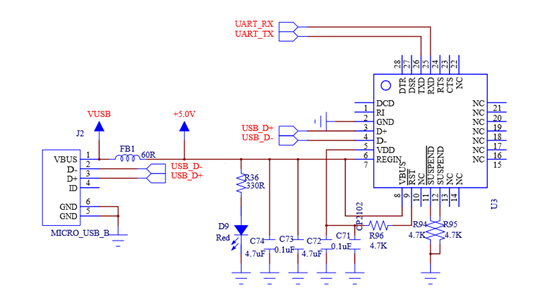 UART_RX
UART_TX
28 27 26 25 24 23 22
DTR DSR TXD RXD RTS CTS NC
VUSB
+5.0V
J2
1 DCD
2 RI
3 GND
4 D+
5 D-
6 VDD
7 REGIN
NC 21
NC 20
NC 19
NC 18
NC 17
NC 16
15
USB_D+
USB_D-
FB1
60R
VBUS 1
D- 2
D+ 3
ID 4
GND 6
GND 5
USB_D-
USB_D+
VBUS RST NC SUSPEND SUSPEND NC NC
8 9 10 11 12 13 14
U3
CP2102
R36
330R
D9
Red
C74
4.7uF
C73
0.1uF
C72
4.7uF
C71
0.1uF
R96
4.7K
R94
4.7K
R95
4.7K
MICRO_USB_B